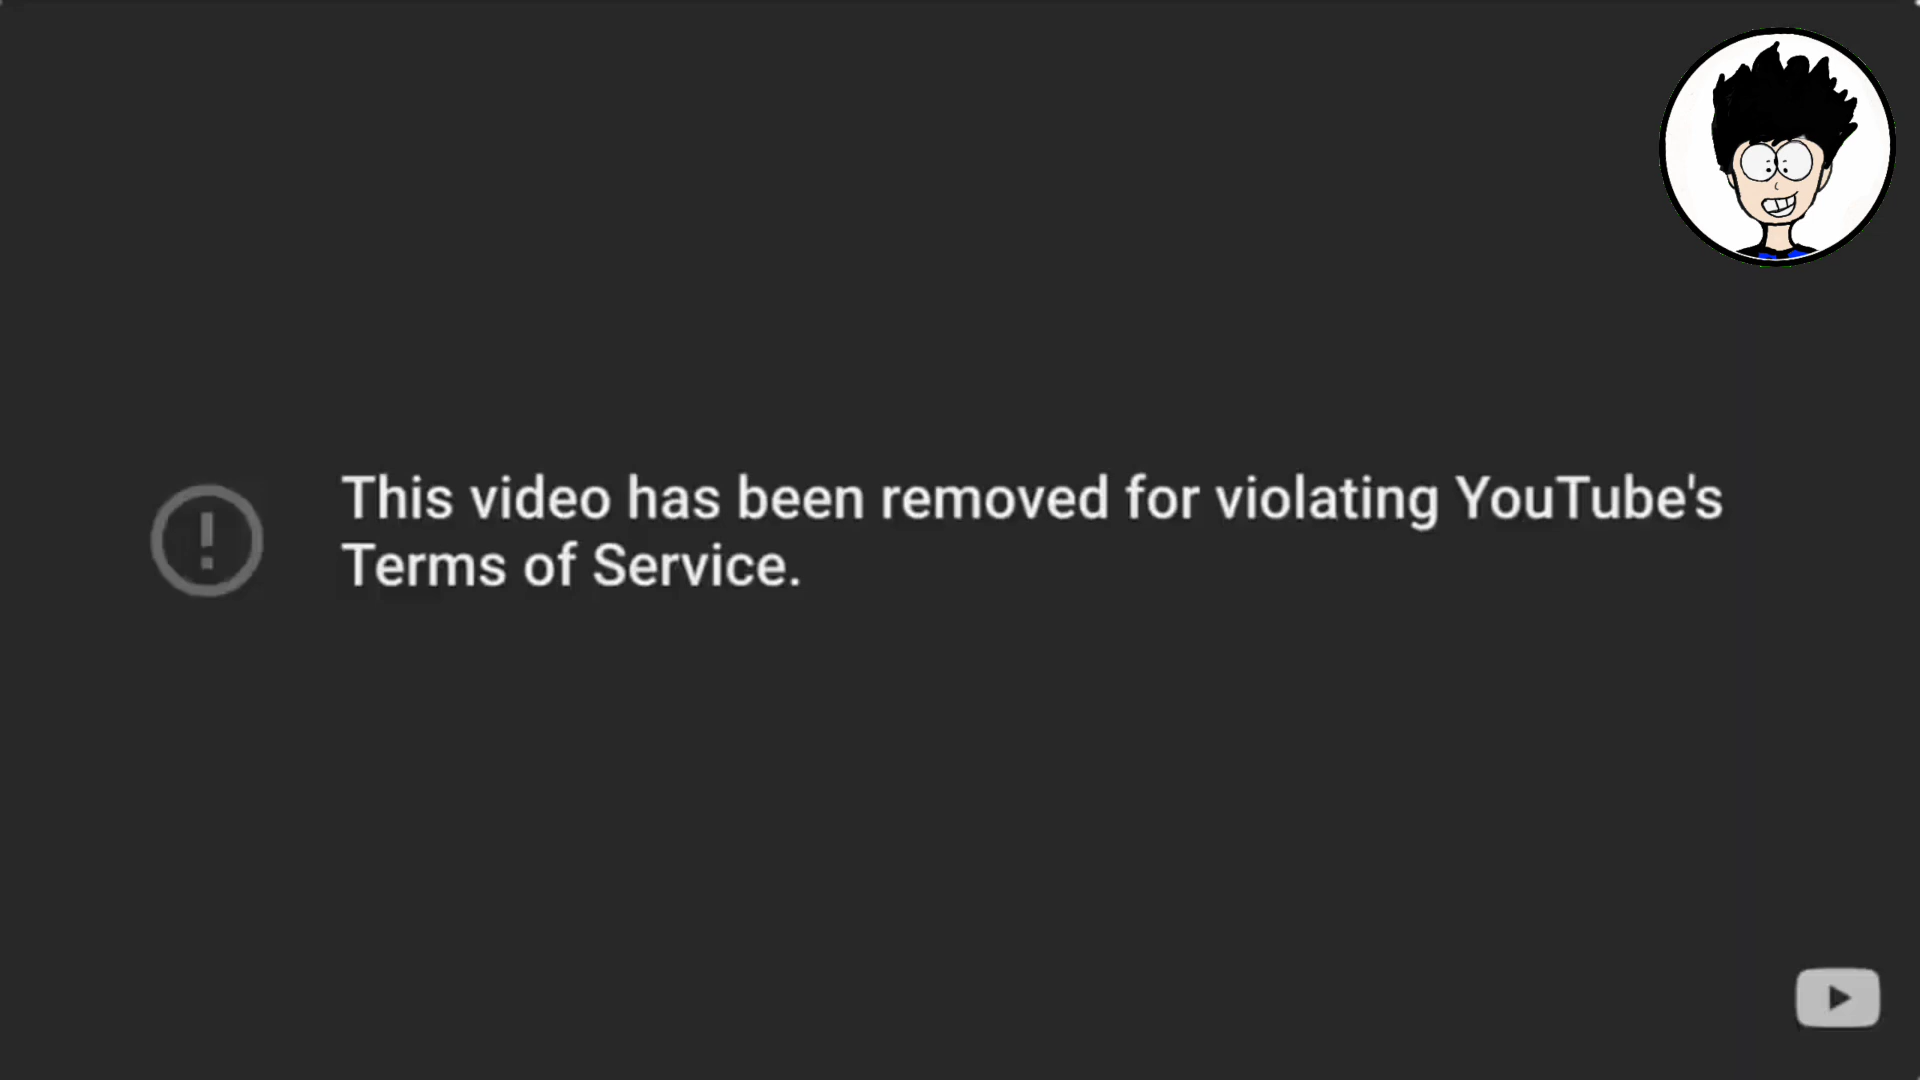 This video has been removed for violating YouTube's
Terms of Service.